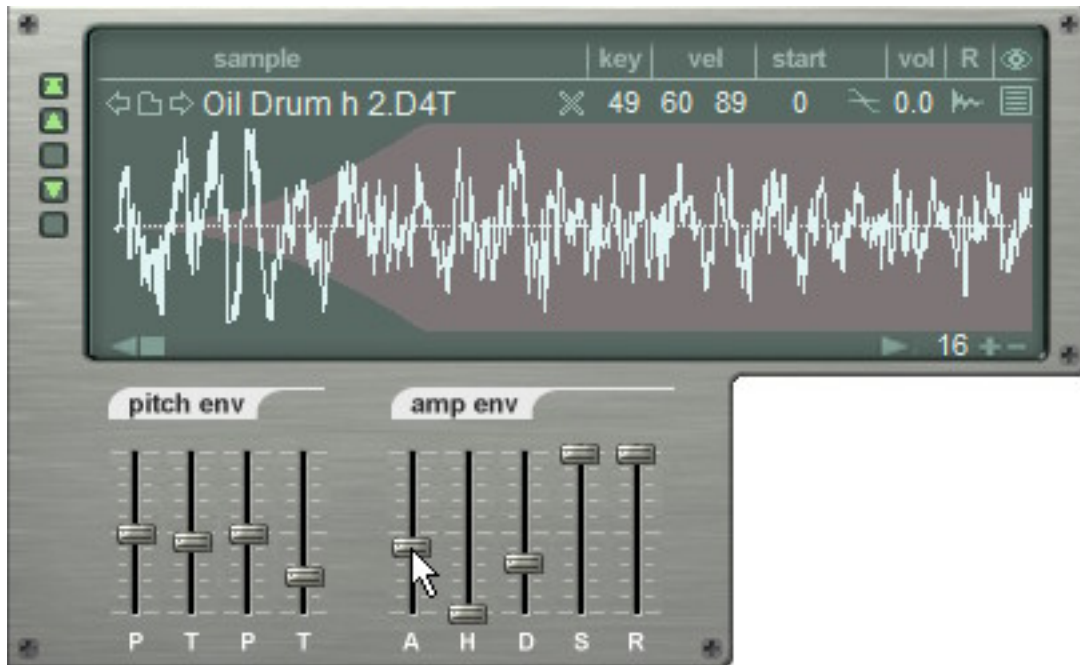 sample key vel start vol R
Oil Drum h 2.D4T 49 60 89 0 0.0
16
pitch env amp env
P T P T A H D S R